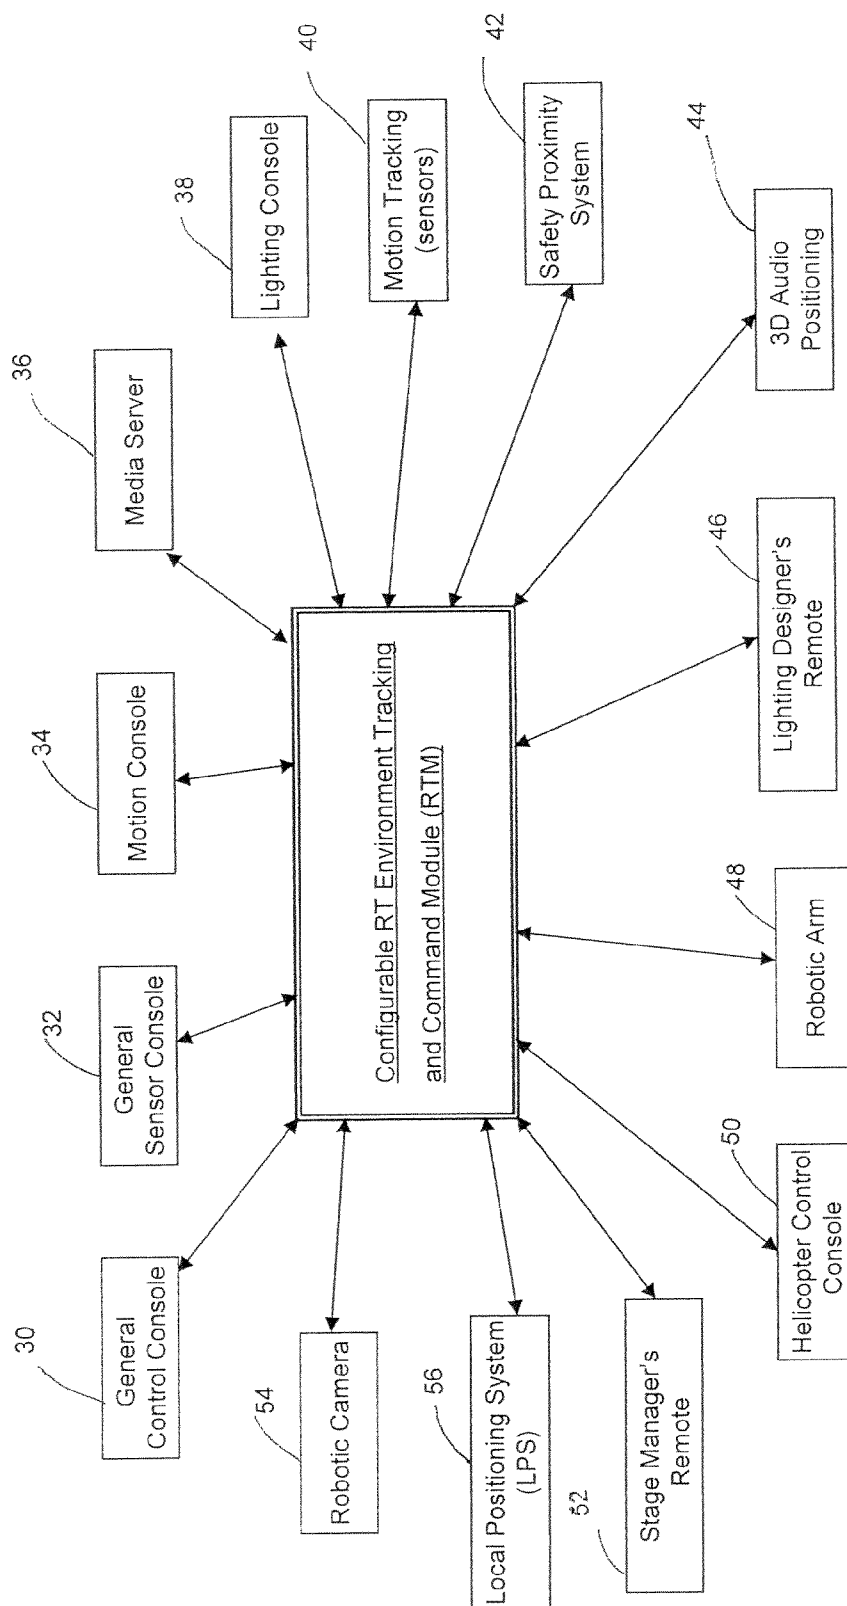 30
General
Control Console
32
General
Sensor Console
34
Motion Console
36
Media Server
38
Lighting Console
40
Motion Tracking
(sensors)
42
Safety Proximity
System
44
3D Audio
Positioning
46
Lighting Designer's
Remote
48
Robotic Arm
50
Helicopter Control
Console
52
Stage Manager's
Remote
56
Local Positioning System
(LPS)
54
Robotic Camera
Configurable RT Environment Tracking
and Command Module (RTM)